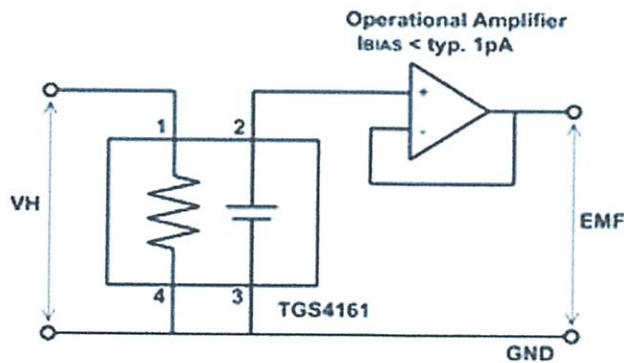 Operational Amplifier
IBIAS < typ. 1pA
1 2
+
-
VH
EMF
4 3
TGS4161
GND